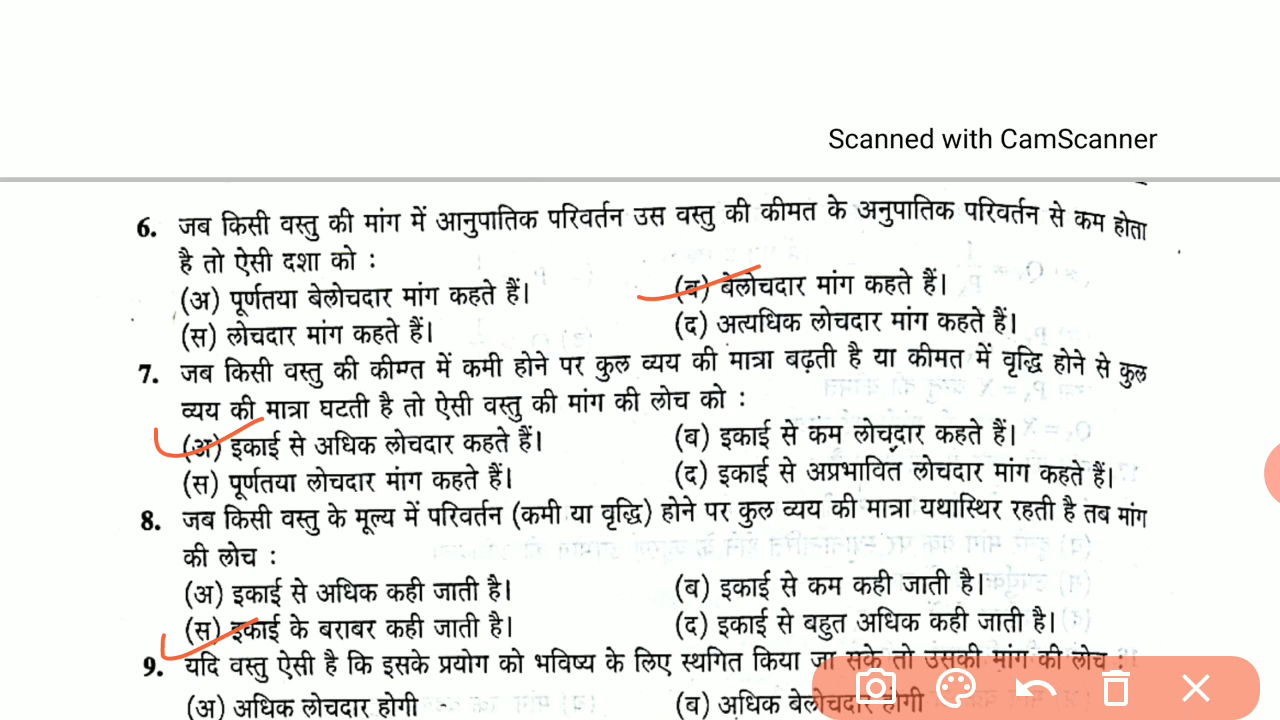 Scanned with CamScanner
6. जब किसी वस्तु की मांग में आनुपातिक परिवर्तन उस वस्तु की कीमत के अनुपातिक परिवर्तन से कम होता
है तो ऐसी दशा को :
(अ) पूर्णतया बेलोचदार मांग कहते हैं। (ब) बेलोचदार मांग कहते हैं।
(स) लोचदार मांग कहते हैं। (द) अत्यधिक लोचदार मांग कहते हैं।
7. जब किसी वस्तु की कीमत में कमी होने पर कुल व्यय की मात्रा बढ़ती है या कीमत में वृद्धि होने से कुल
व्यय की मात्रा घटती है तो ऐसी वस्तु की मांग की लोच को :
(अ) इकाई से अधिक लोचदार कहते हैं। (ब) इकाई से कम लोचदार कहते हैं।
(स) पूर्णतया लोचदार मांग कहते हैं। (द) इकाई से अप्रभावित लोचदार मांग कहते हैं।
8. जब किसी वस्तु के मूल्य में परिवर्तन (कमी या वृद्धि) होने पर कुल व्यय की मात्रा यथास्थिर रहती है तब मांग
की लोच :
(अ) इकाई से अधिक कही जाती है। (ब) इकाई से कम कही जाती है।
(स) इकाई के बराबर कही जाती है। (द) इकाई से बहुत अधिक कही जाती है।
9. यदि वस्तु ऐसी है कि इसके प्रयोग को भविष्य के लिए स्थगित किया जा सके तो उसकी मांग की लोच :
(अ) अधिक लोचदार होगी (ब) अधिक बेलोचदार होगी